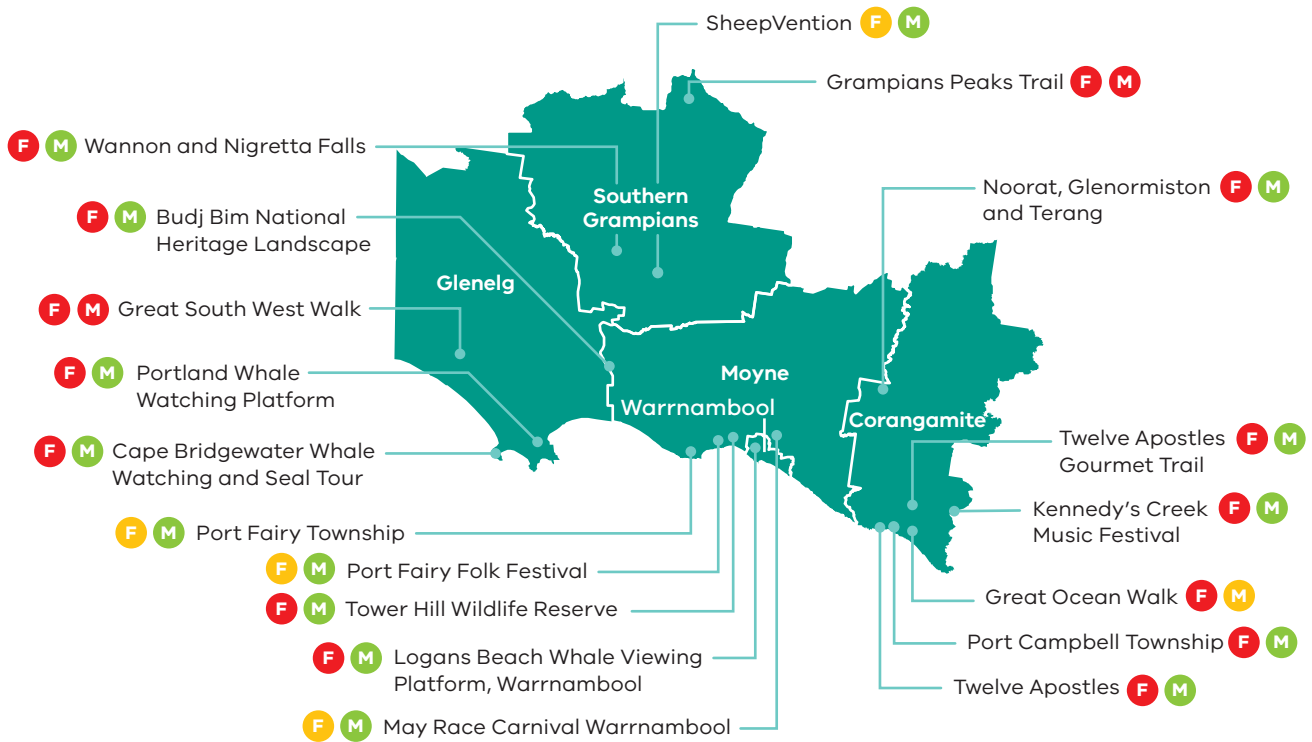 SheepVention F M
Grampians Peaks Trail F M
F M Wannon and Nigretta Falls
Noorat, Glenormiston F M
and Terang
Southern
Grampians
F M Budj Bim National
Heritage Landscape
Glenelg
F M Great South West Walk
F M Portland Whale
Watching Platform
Moyne
Warrnambool
Corangamite
F M Cape Bridgewater Whale
Watching and Seal Tour
Twelve Apostles F M
Gourmet Trail
Kennedy's Creek F M
Music Festival
F M Port Fairy Township
F M Port Fairy Folk Festival
F M Tower Hill Wildlife Reserve
Great Ocean Walk F M
Port Campbell Township F M
F M Logans Beach Whale Viewing
Platform, Warrnambool
Twelve Apostles F M
F M May Race Carnival Warrnambool